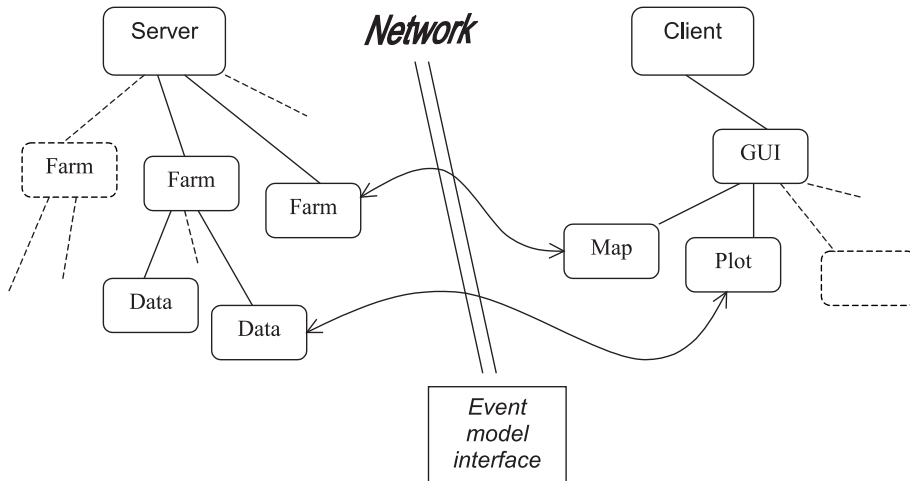 Server
Network
Client
Farm
Farm
Farm
GUI
Map
Plot
Data
Data
Event
model
interface